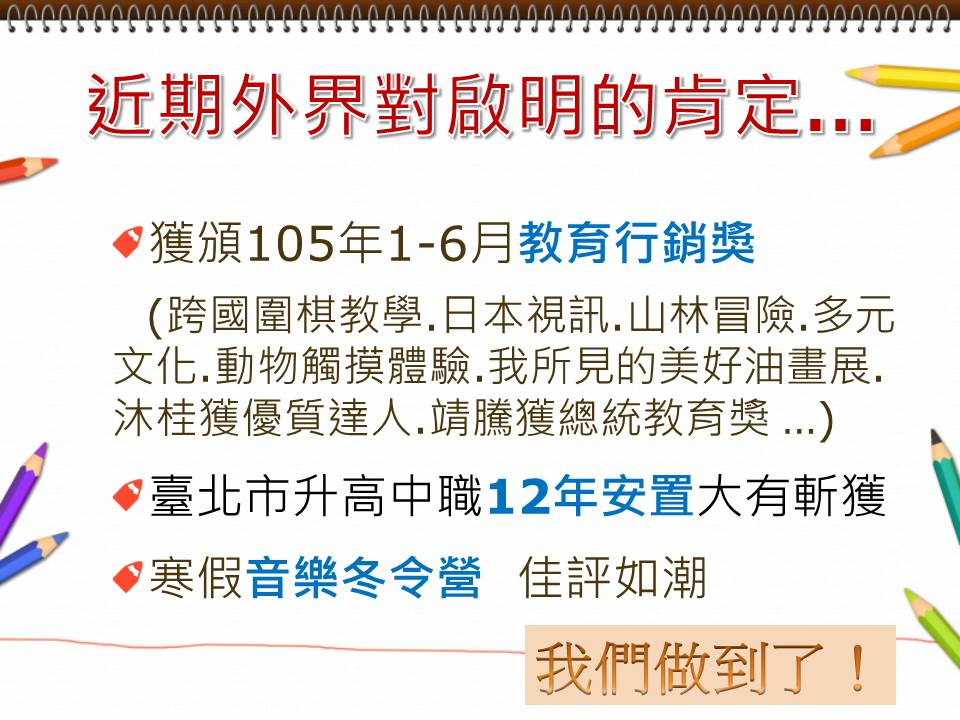 近期外界對啟明的肯定...
獲頒105年1-6月教育行銷獎
(跨國圍棋教學.日本視訊.山林冒險.多元
文化.動物觸摸體驗.我所見的美好油畫展.
沐桂獲優質達人.靖騰獲總統教育獎 ...)
臺北市升高中職12年安置大有斬獲
寒假音樂冬令營 佳評如潮
我們做到了！